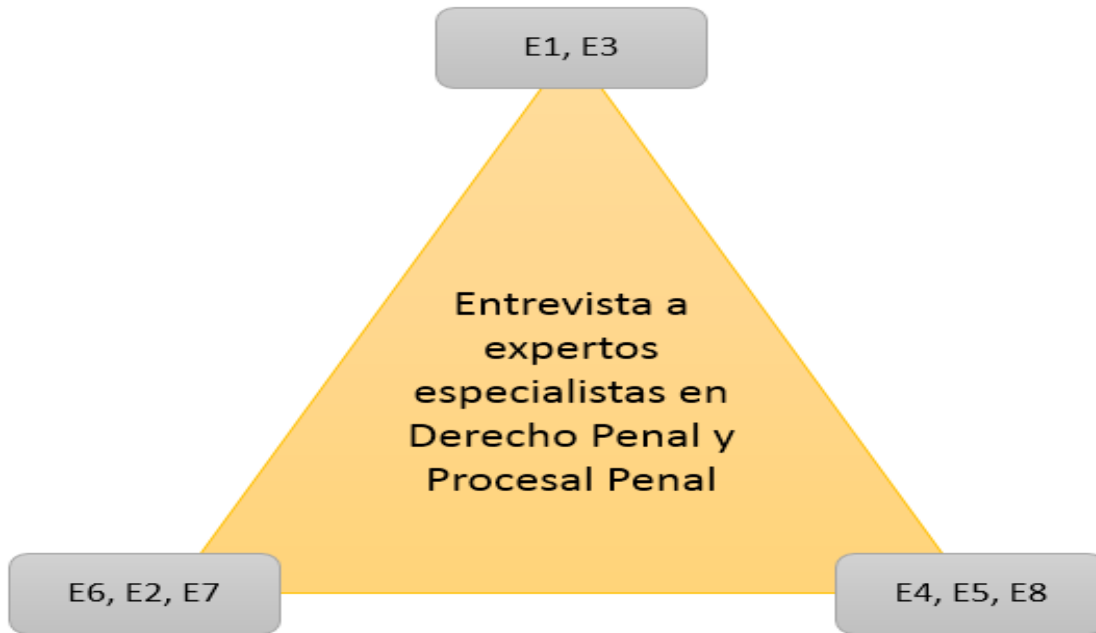 E1, E3
Entrevista a
expertos
especialistas en
Derecho Penal y
Procesal Penal
E6, E2, E7
E4, E5, E8